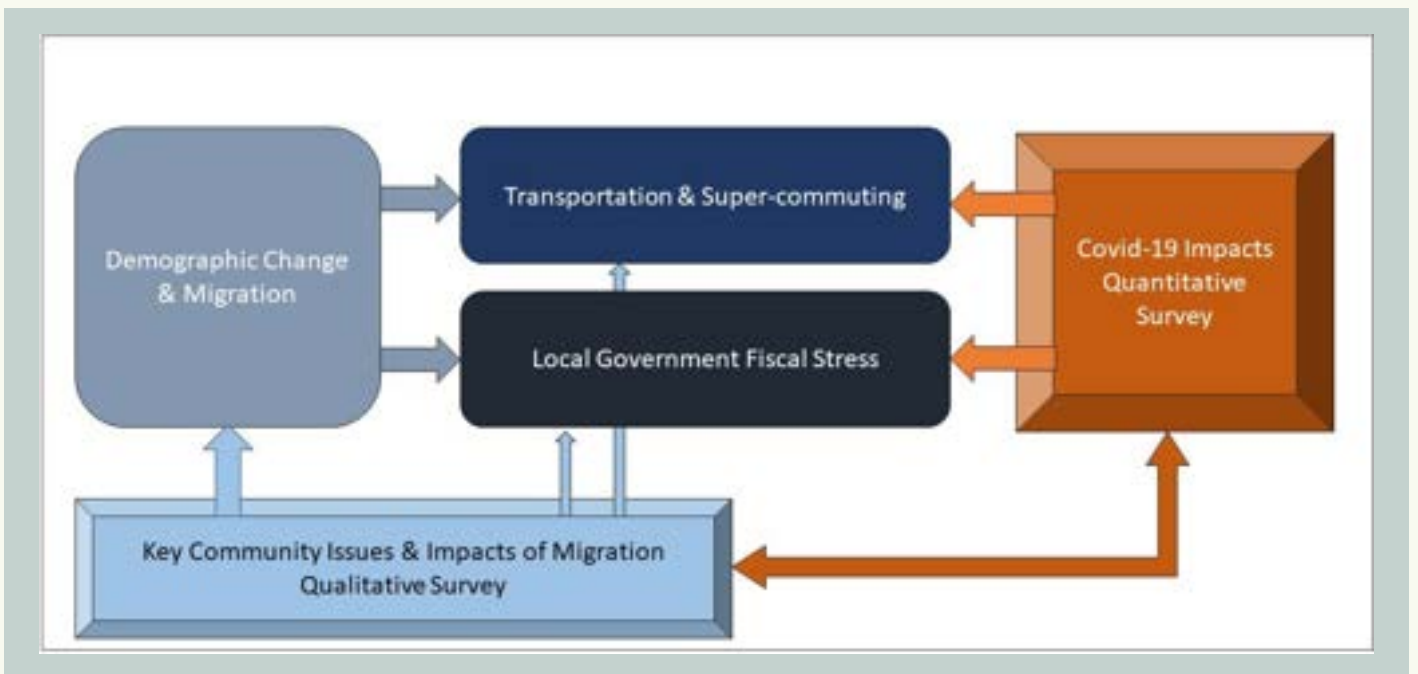 Demographic Change
& Migration
Transportation & Super-commuting
Local Government Fiscal Stress
Covid-19 Impacts
Quantitative
Survey
Key Community Issues & Impacts of Migration
Qualitative Survey